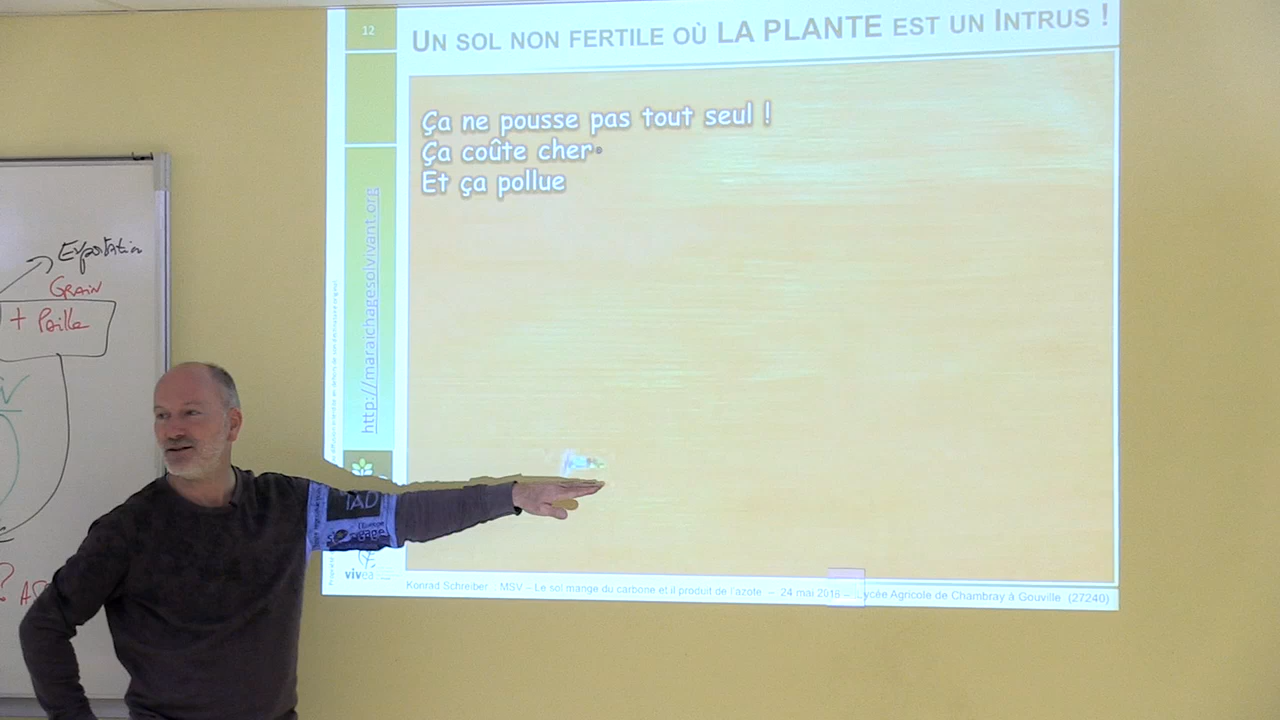 12
UN SOL NON FERTILE OÙ LA PLANTE EST UN INTRUS !
Ça ne pousse pas tout seul !
Ça coûte cher
Et ça pollue
http://maraichagesolvivant.org
Exportation
GRAIN
+ Paille
IAD
vivéa
Konrad Schreiber MSV – Le sol mange du carbone et il produit de l'azote – 24 mai 2018 – Lycée Agricole de Chambray à Gouville (27240)